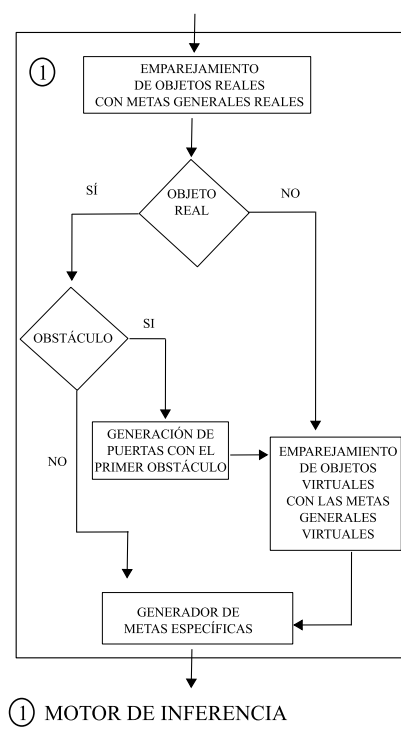 1
EMPAREJAMIENTO
DE OBJETOS REALES
CON METAS GENERALES REALES
SÍ
OBJETO
REAL
NO
OBSTÁCULO
SI
GENERACIÓN DE
PUERTAS CON EL
PRIMER OBSTÁCULO
NO
EMPAREJAMIENTO
DE OBJETOS
VIRTUALES
CON LAS METAS
GENERALES
VIRTUALES
GENERADOR DE
METAS ESPECÍFICAS
1 MOTOR DE INFERENCIA